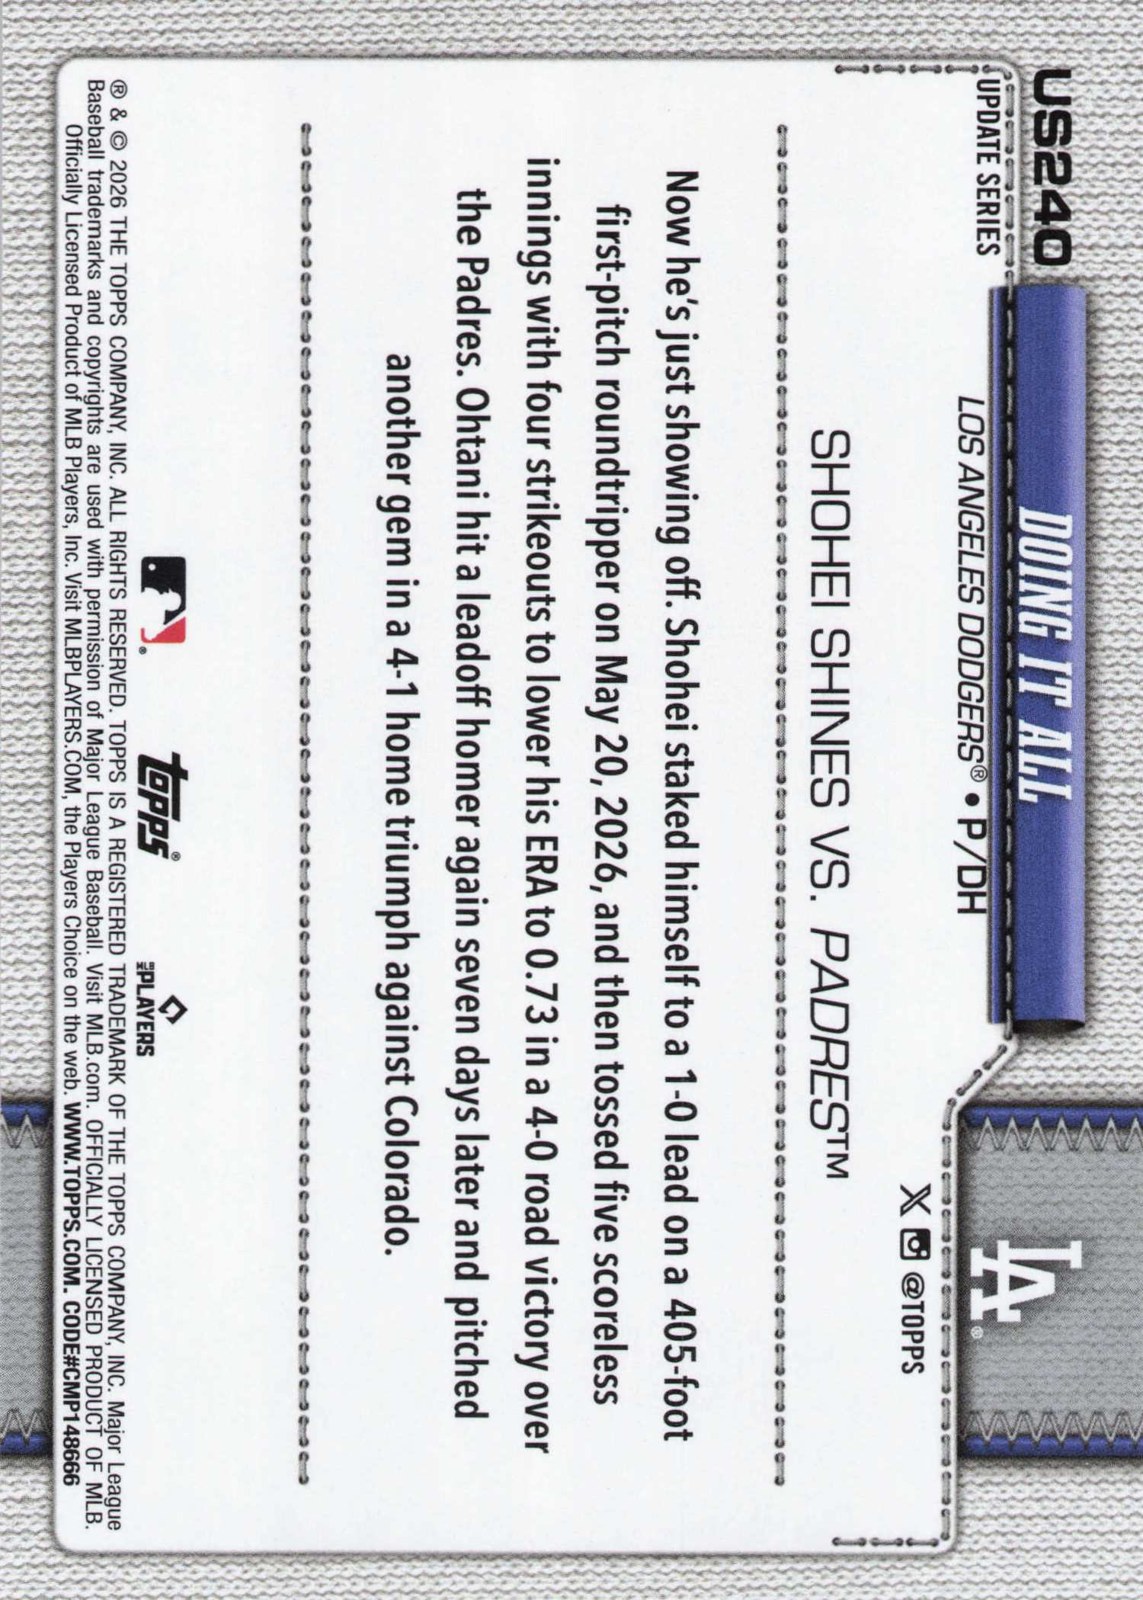 US240
UPDATE SERIES
DOING IT ALL
LOS ANGELES DODGERS® • P/DH
LA®
@TOPPS
SHOHEI SHINES VS. PADRES™
Now he's just showing off. Shohei staked himself to a 1-0 lead on a 405-foot
first-pitch roundtripper on May 20, 2026, and then tossed five scoreless
innings with four strikeouts to lower his ERA to 0.73 in a 4-0 road victory over
the Padres. Ohtani hit a leadoff homer again seven days later and pitched
another gem in a 4-1 home triumph against Colorado.
topps®
MLB PLAYERS
® & © 2026 THE TOPPS COMPANY, INC. ALL RIGHTS RESERVED. TOPPS IS A REGISTERED TRADEMARK OF THE TOPPS COMPANY, INC. Major League
Baseball trademarks and copyrights are used with permission of Major League Baseball. Visit MLB.com. OFFICIALLY LICENSED PRODUCT OF MLB.
Officially Licensed Product of MLB Players, Inc. Visit MLBPLAYERS.COM, the Players Choice on the web. WWW.TOPPS.COM. CODE#CMP148666